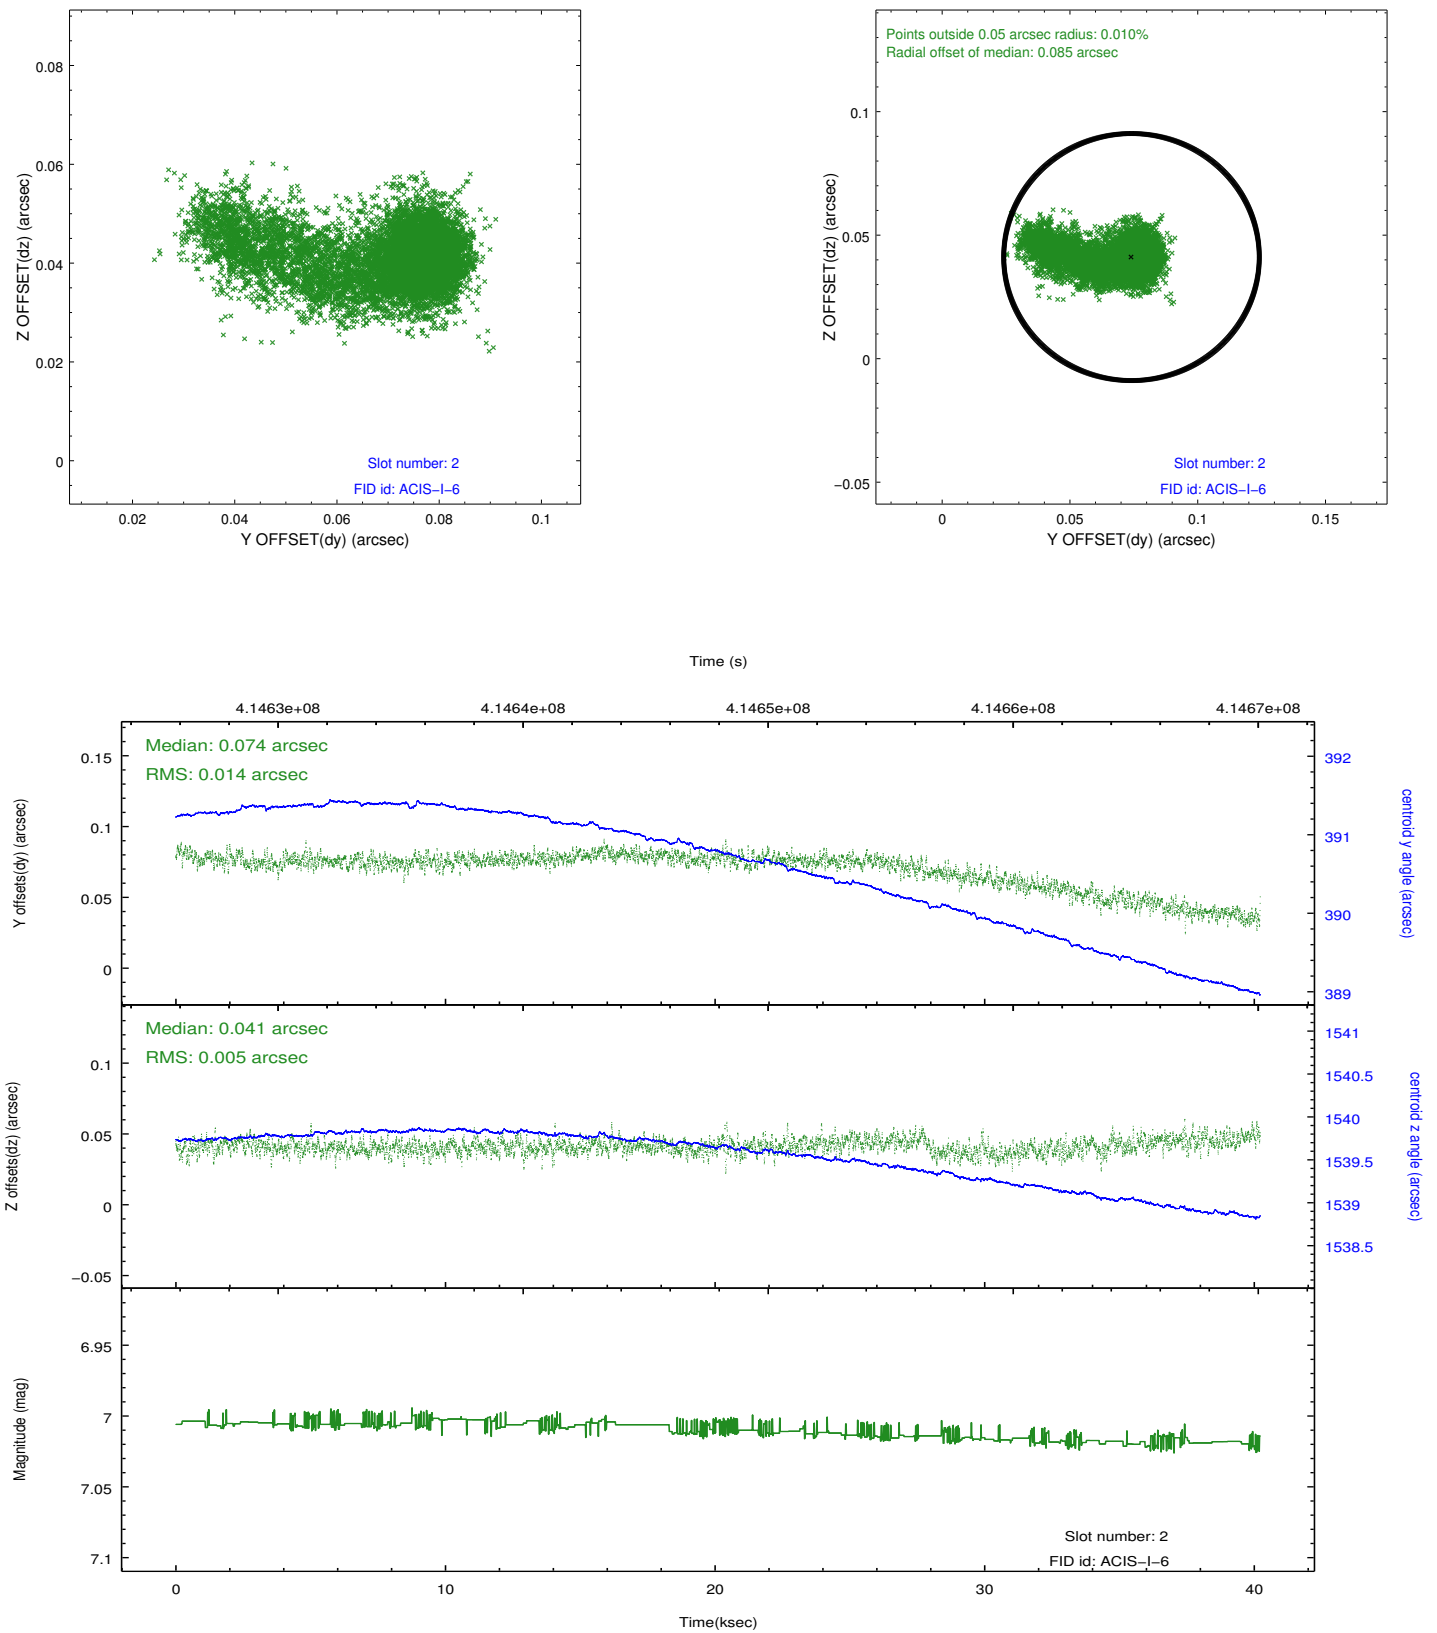 0.08
0.06
0.04
0.02
0
Z OFFSET(dz) (arcsec)
Slot number: 2
FID id: ACIS−I−6
0.02 0.04 0.06 0.08 0.1
Y OFFSET(dy) (arcsec)
Points outside 0.05 arcsec radius: 0.010%
Radial offset of median: 0.085 arcsec
0.1
0.05
0
−0.05
Z OFFSET(dz) (arcsec)
Slot number: 2
FID id: ACIS−I−6
0 0.05 0.1 0.15
Y OFFSET(dy) (arcsec)
Time (s)
4.1463e+08 4.1464e+08 4.1465e+08 4.1466e+08 4.1467e+08
Median: 0.074 arcsec
RMS: 0.014 arcsec
0.15
0.1
0.05
0
Y offsets(dy) (arcsec)
392
391
390
389
centroid y angle (arcsec)
Median: 0.041 arcsec
RMS: 0.005 arcsec
0.1
0.05
0
−0.05
Z offsets(dz) (arcsec)
1541
1540.5
1540
1539.5
1539
1538.5
centroid z angle (arcsec)
6.95
7
7.05
7.1
Magnitude (mag)
Slot number: 2
FID id: ACIS−I−6
0 10 20 30 40
Time(ksec)